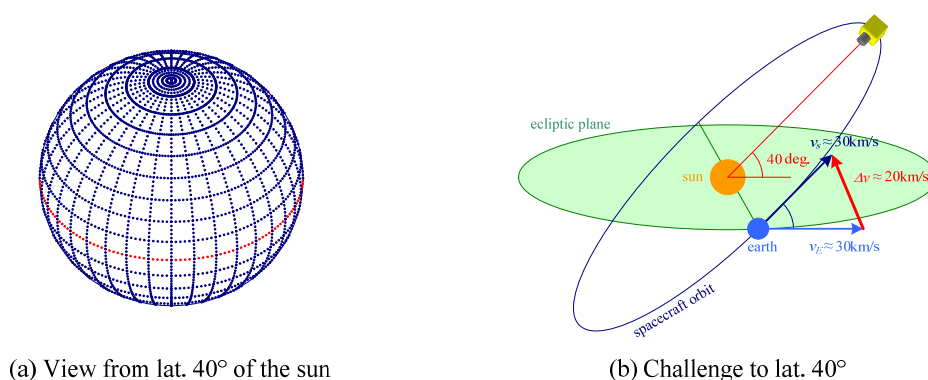 ecliptic plane
v_s ≈ 30km/s
40 deg.
sun
Δv ≈ 20km/s
earth
v_E ≈ 30km/s
spacecraft orbit
(a) View from lat. 40° of the sun
(b) Challenge to lat. 40°